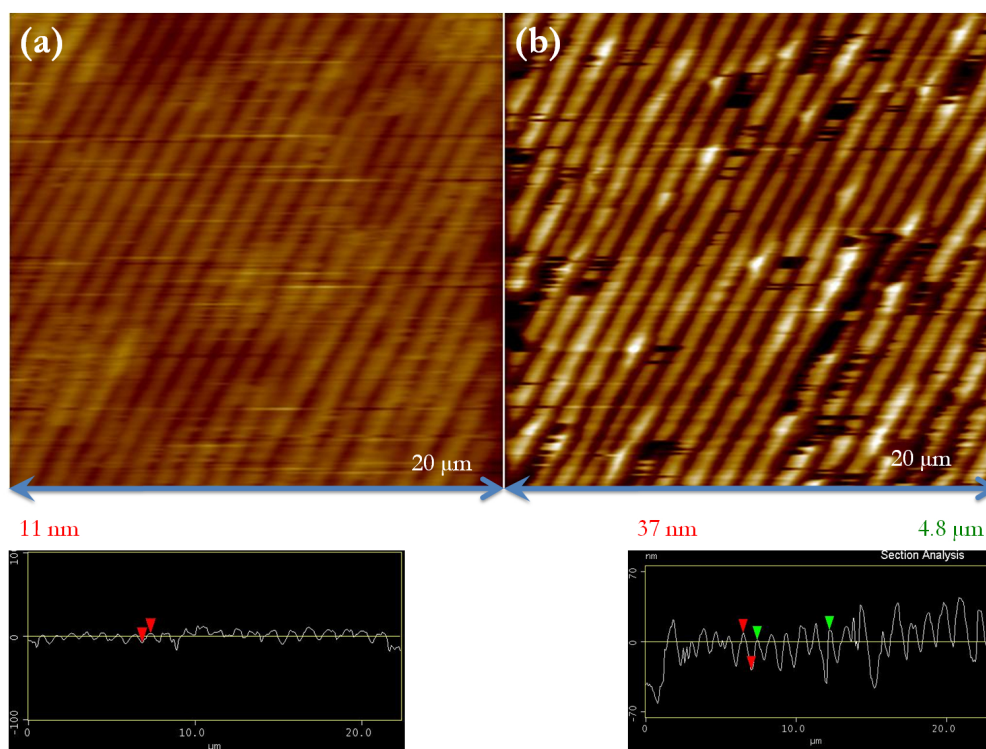 (a)
(b)
20 μm
20 μm
11 nm
37 nm
4.8 μm
100
0
-100
0
10.0
20.0
μm
nm
Section Analysis
70
0
-70
0
10.0
20.0
μm